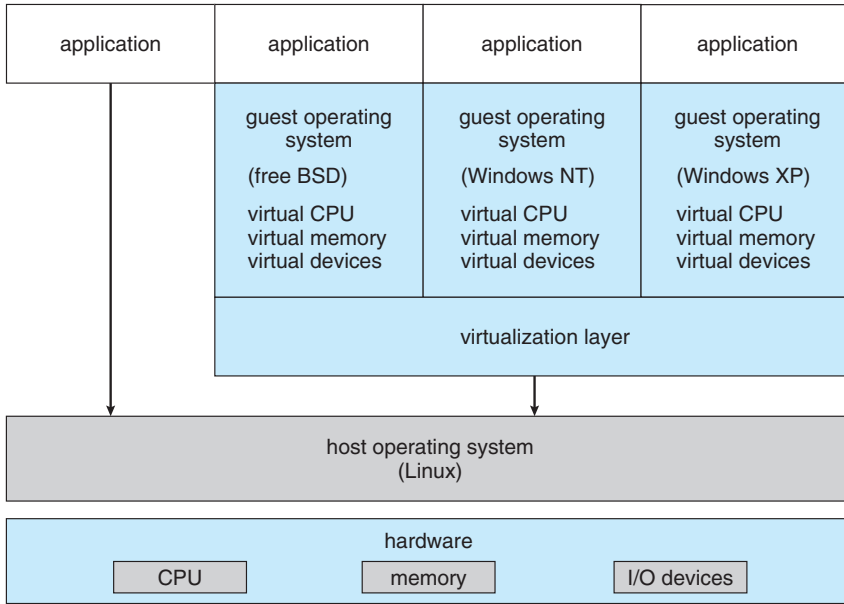 application
application
application
application
guest operating
system
(free BSD)
virtual CPU
virtual memory
virtual devices
guest operating
system
(Windows NT)
virtual CPU
virtual memory
virtual devices
guest operating
system
(Windows XP)
virtual CPU
virtual memory
virtual devices
virtualization layer
host operating system
(Linux)
hardware
CPU
memory
I/O devices